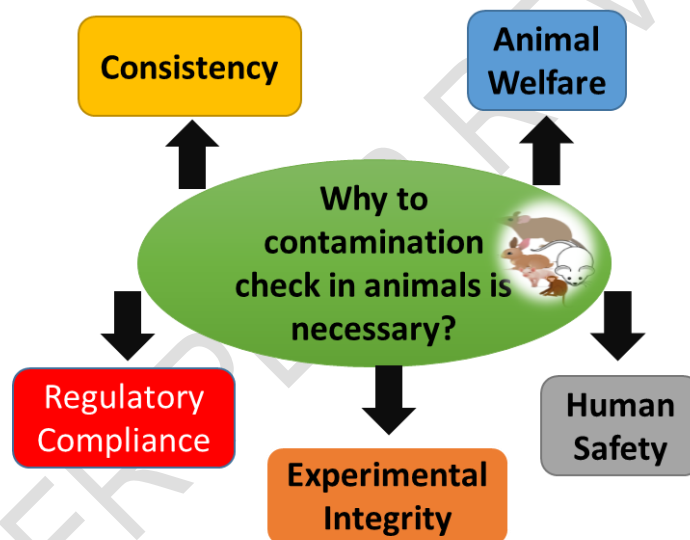 Consistency
Animal
Welfare
Why to
contamination
check in animals is
necessary?
Regulatory
Compliance
Human
Safety
Experimental
Integrity